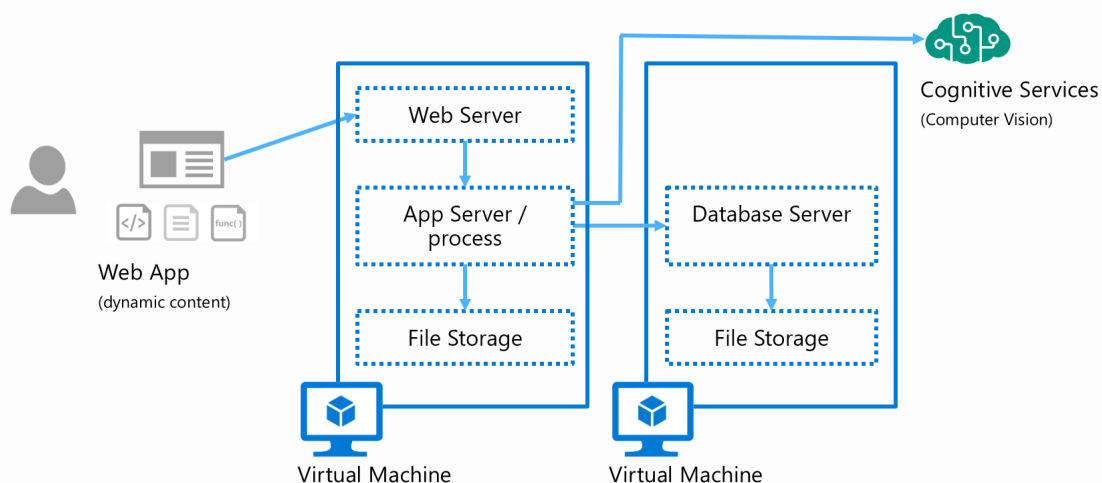 Cognitive Services
(Computer Vision)
Web Server
App Server /
process
Database Server
</>
func( )
Web App
(dynamic content)
File Storage
File Storage
Virtual Machine
Virtual Machine